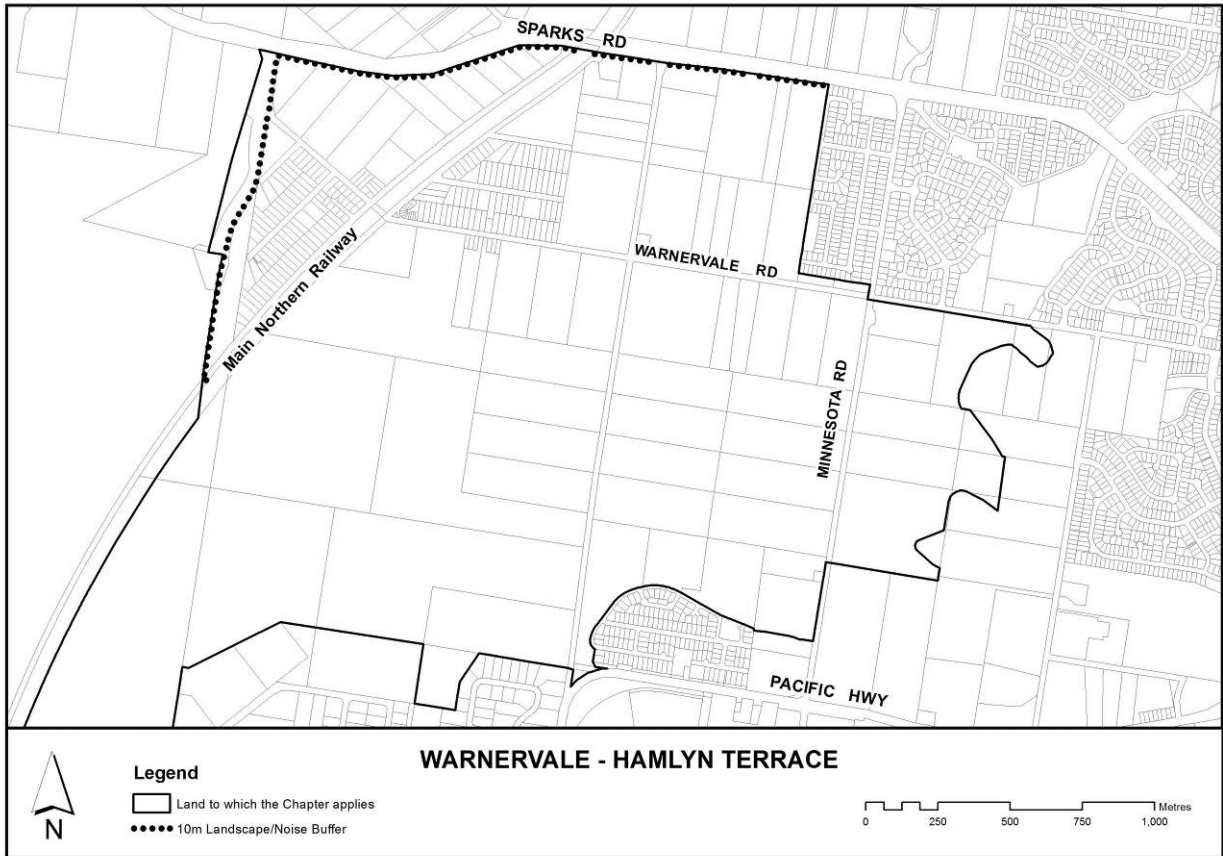 SPARKS RD
WARNERVALE RD
Main Northern Railway
MINNESOTA RD
PACIFIC HWY
WARNERVALE - HAMLYN TERRACE
Legend
Land to which the Chapter applies
10m Landscape/Noise Buffer
N
Metres
0 250 500 750 1,000